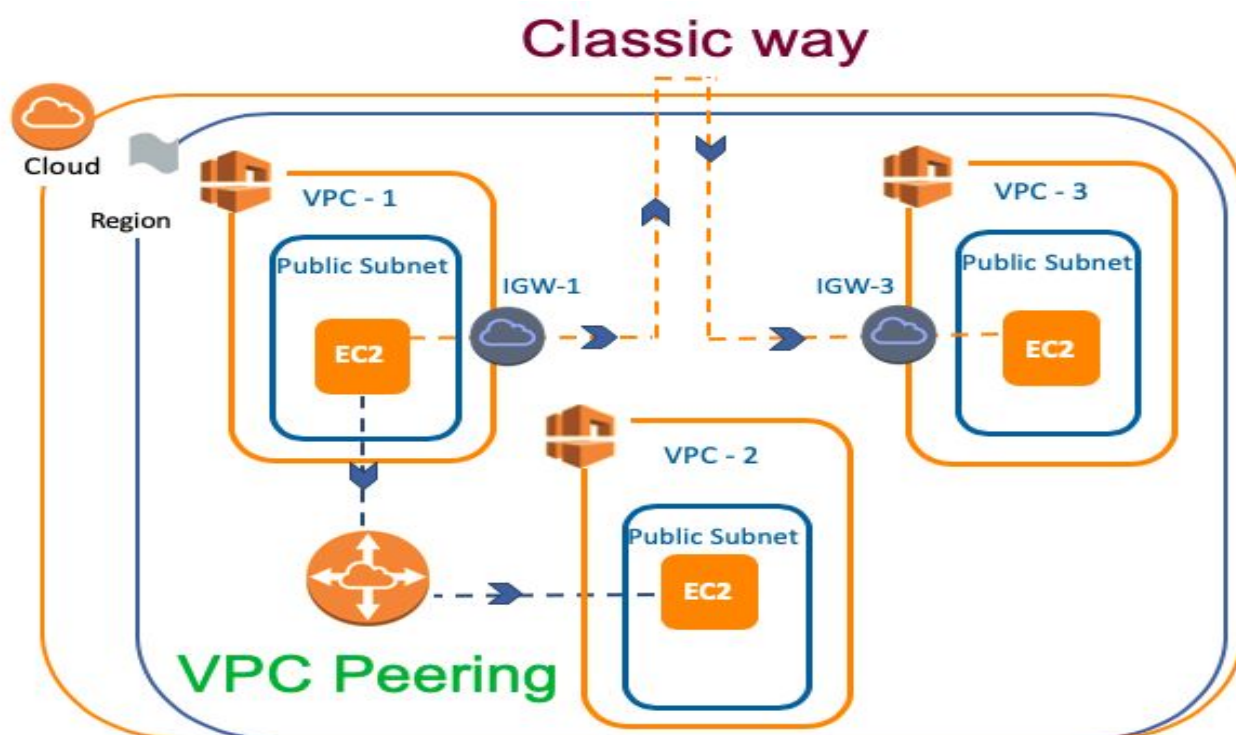 Classic way
Cloud
Region
VPC - 1
Public Subnet
EC2
IGW-1
IGW-3
VPC - 3
Public Subnet
EC2
VPC - 2
Public Subnet
EC2
VPC Peering